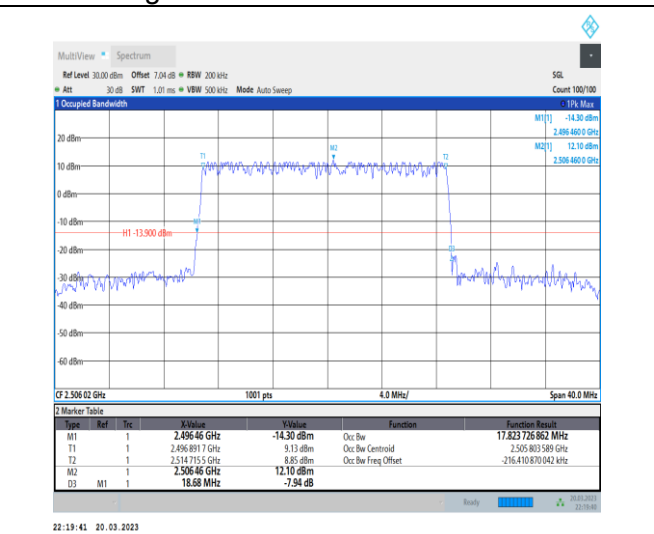 MultiView Spectrum
Ref Level 30.00 dBm Offset 7.04 dB RBW 200 kHz SGL
Att 30 dB SWT 1.01 ms VBW 500 kHz Mode Auto Sweep Count 100/100
1 Occupied Bandwidth 1Pk Max
M1[1] -14.30 dBm
2.496 460 0 GHz
M2[1] 12.10 dBm
2.506 460 0 GHz
20 dBm
M2
T1 T2
10 dBm
0 dBm
-10 dBm
M1
H1 -13.900 dBm
-20 dBm
D3
-30 dBm
-40 dBm
-50 dBm
-60 dBm
CF 2.506 02 GHz 1001 pts 4.0 MHz/ Span 40.0 MHz
2 Marker Table
Type Ref Trc X-Value Y-Value Function Function Result
M1 1 2.496 46 GHz -14.30 dBm Occ Bw 17.823 726 862 MHz
T1 1 2.496 891 7 GHz 9.13 dBm Occ Bw Centroid 2.505 803 589 GHz
T2 1 2.514 715 5 GHz 8.85 dBm Occ Bw Freq Offset -216.410 870 042 kHz
M2 1 2.506 46 GHz 12.10 dBm
D3 M1 1 18.68 MHz -7.94 dB
Ready 20.03.2023
22:19:40
22:19:41 20.03.2023